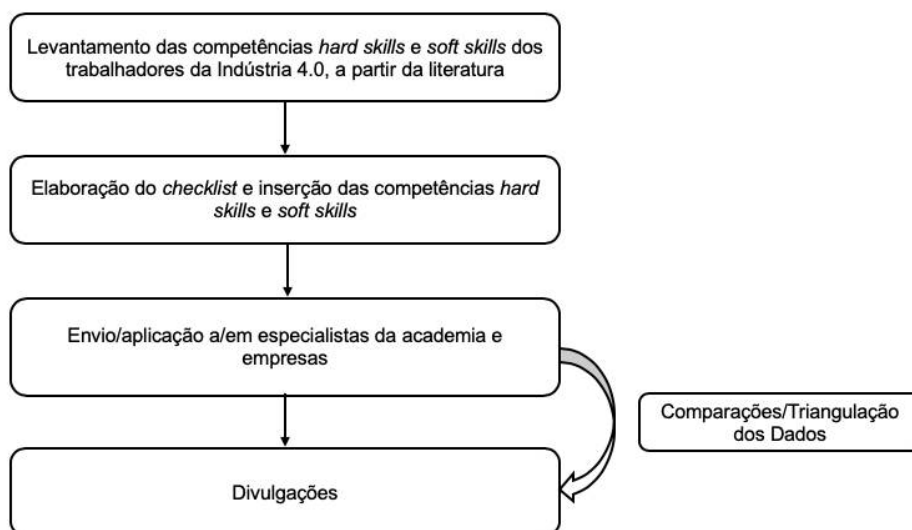 Levantamento das competências hard skills e soft skills dos
trabalhadores da Indústria 4.0, a partir da literatura
Elaboração do checklist e inserção das competências hard
skills e soft skills
Envio/aplicação a/em especialistas da academia e
empresas
Comparações/Triangulação
dos Dados
Divulgações